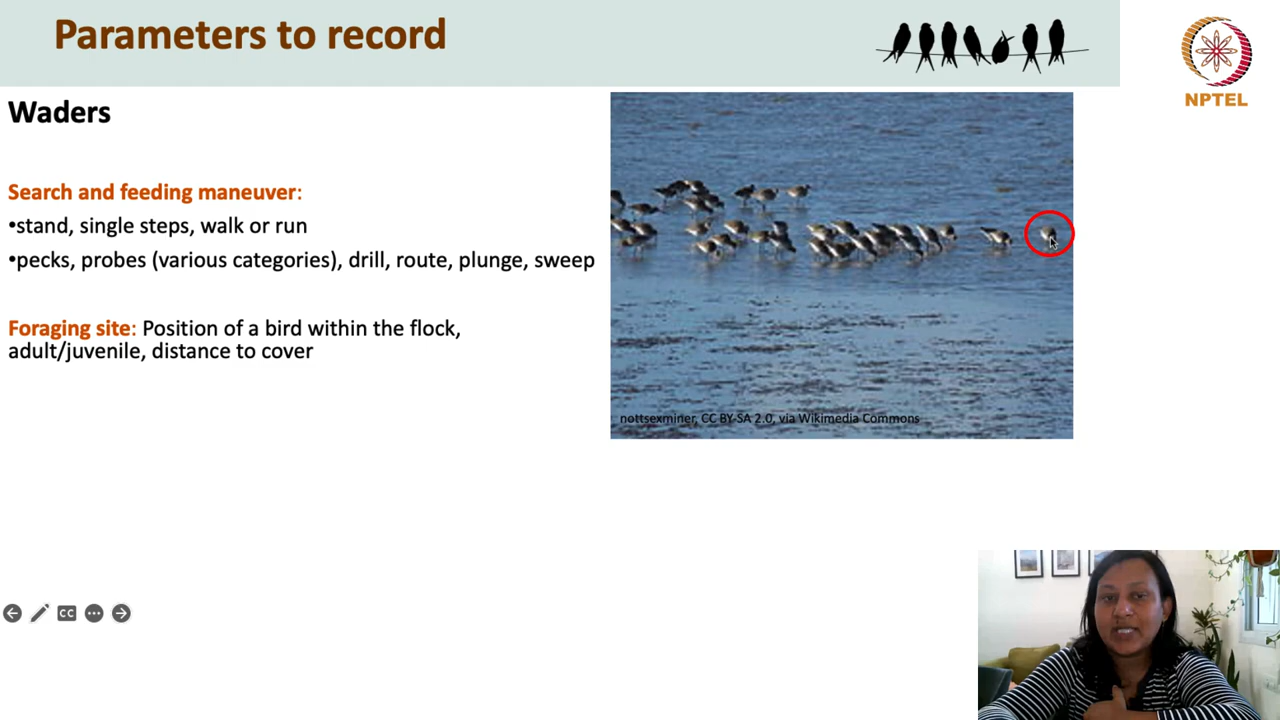 Parameters to record
NPTEL
Waders
Search and feeding maneuver:
•stand, single steps, walk or run
•pecks, probes (various categories), drill, route, plunge, sweep
Foraging site: Position of a bird within the flock,
adult/juvenile, distance to cover
nottsexminer, CC BY-SA 2.0, via Wikimedia Commons
CC